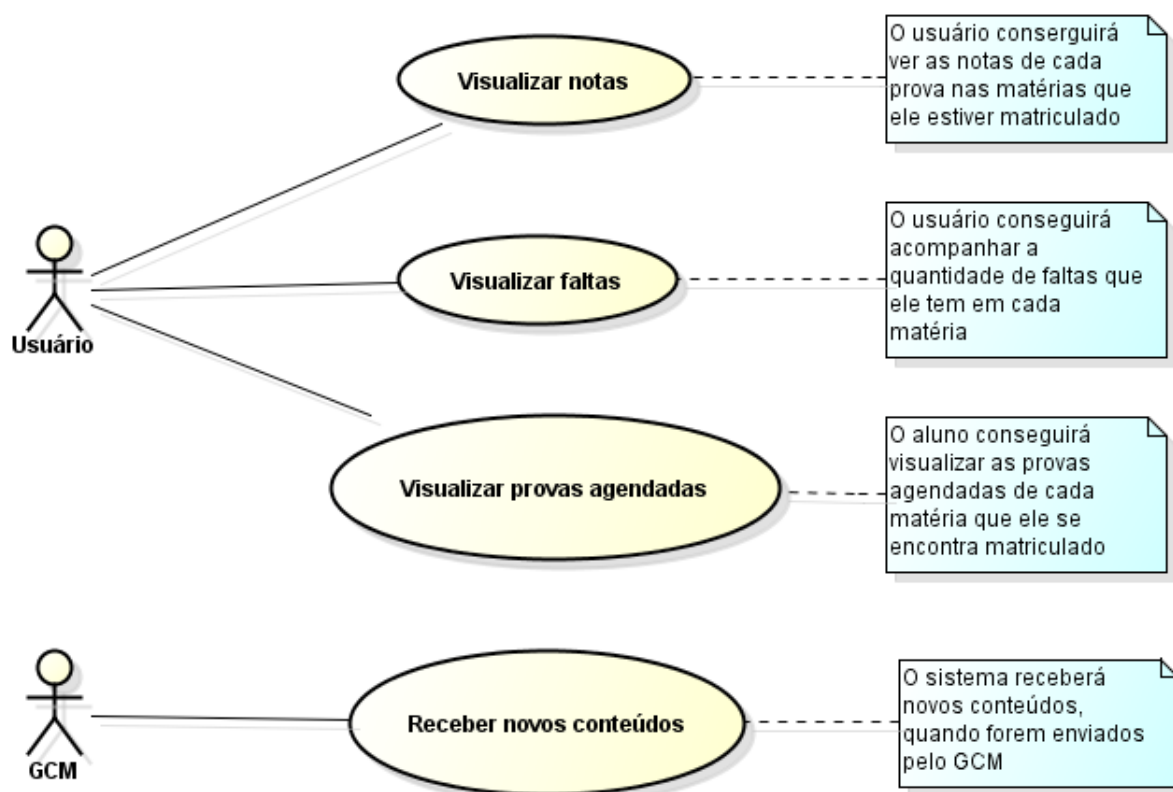 Visualizar notas
O usuário conserguirá
ver as notas de cada
prova nas matérias que
ele estiver matriculado
Usuário
Visualizar faltas
O usuário conseguirá
acompanhar a
quantidade de faltas que
ele tem em cada
matéria
Visualizar provas agendadas
O aluno conseguirá
visualizar as provas
agendadas de cada
matéria que ele se
encontra matriculado
GCM
Receber novos conteúdos
O sistema receberá
novos conteúdos,
quando forem enviados
pelo GCM